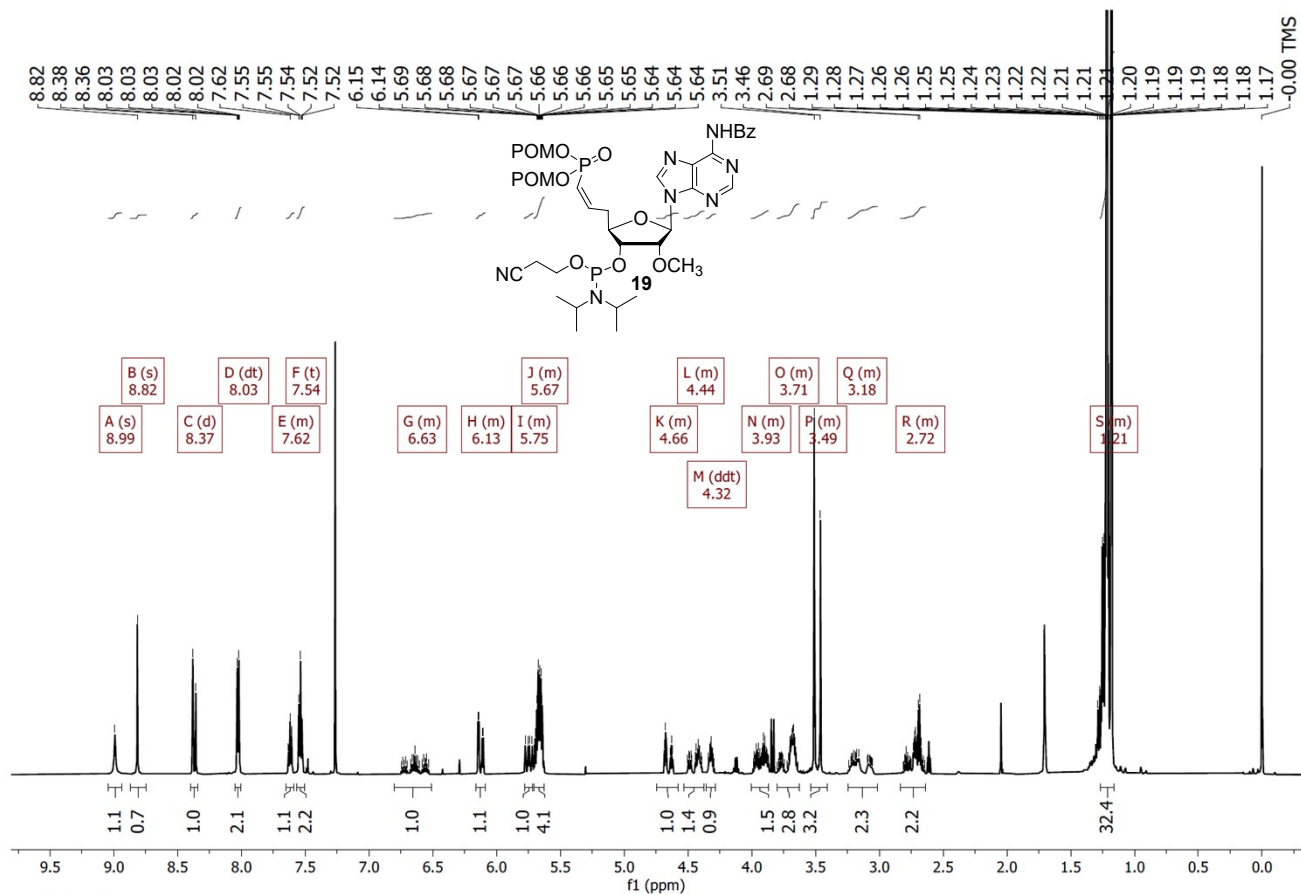 8.82 8.38 8.36 8.03 8.03 8.03 8.02 8.02 7.62 7.55 7.55 7.54 7.52 7.52 6.15 6.14 5.69 5.68 5.68 5.67 5.67 5.67 5.66 5.66 5.66 5.65 5.65 5.64 5.64 5.64 3.51 3.46 2.69 2.68 1.29 1.28 1.27 1.26 1.26 1.25 1.25 1.24 1.23 1.22 1.22 1.21 1.21 1.21 1.20 1.19 1.19 1.19 1.18 1.18 1.17 -0.00 TMS
NHBz
POMO O
P
POMO
N N
N N
O
NC O P O OCH3
N 19
B (s) 8.82
D (dt) 8.03
F (t) 7.54
J (m) 5.67
L (m) 4.44
O (m) 3.71
Q (m) 3.18
A (s) 8.99
C (d) 8.37
E (m) 7.62
G (m) 6.63
H (m) 6.13
I (m) 5.75
K (m) 4.66
N (m) 3.93
P (m) 3.49
R (m) 2.72
S (m) 1.21
M (ddt) 4.32
1.1 0.7 1.0 2.1 1.1 2.2 1.0 1.1 1.0 4.1 1.0 1.4 0.9 1.5 2.8 3.2 2.3 2.2 32.4
9.5 9.0 8.5 8.0 7.5 7.0 6.5 6.0 5.5 5.0 4.5 4.0 3.5 3.0 2.5 2.0 1.5 1.0 0.5 0.0
f1 (ppm)